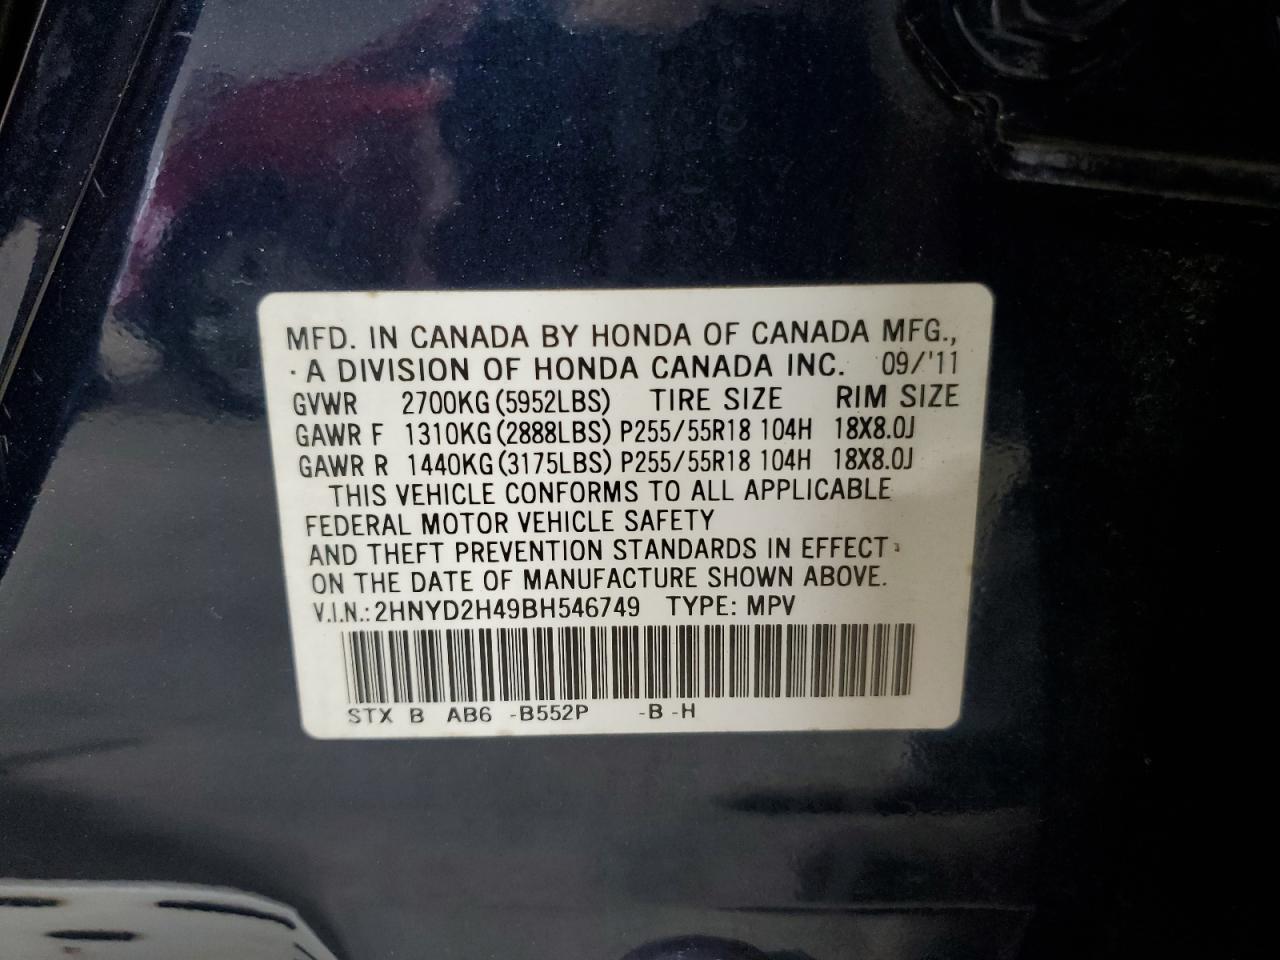 MFD. IN CANADA BY HONDA OF CANADA MFG.,
A DIVISION OF HONDA CANADA INC. 09/'11
GVWR 2700KG (5952LBS) TIRE SIZE RIM SIZE
GAWR F 1310KG (2888LBS) P255/55R18 104H 18X8.0J
GAWR R 1440KG (3175LBS) P255/55R18 104H 18X8.0J
THIS VEHICLE CONFORMS TO ALL APPLICABLE
FEDERAL MOTOR VEHICLE SAFETY
AND THEFT PREVENTION STANDARDS IN EFFECT
ON THE DATE OF MANUFACTURE SHOWN ABOVE.
V.I.N.: 2HNYD2H49BH546749 TYPE: MPV
STX B AB6 -B552P -B -H